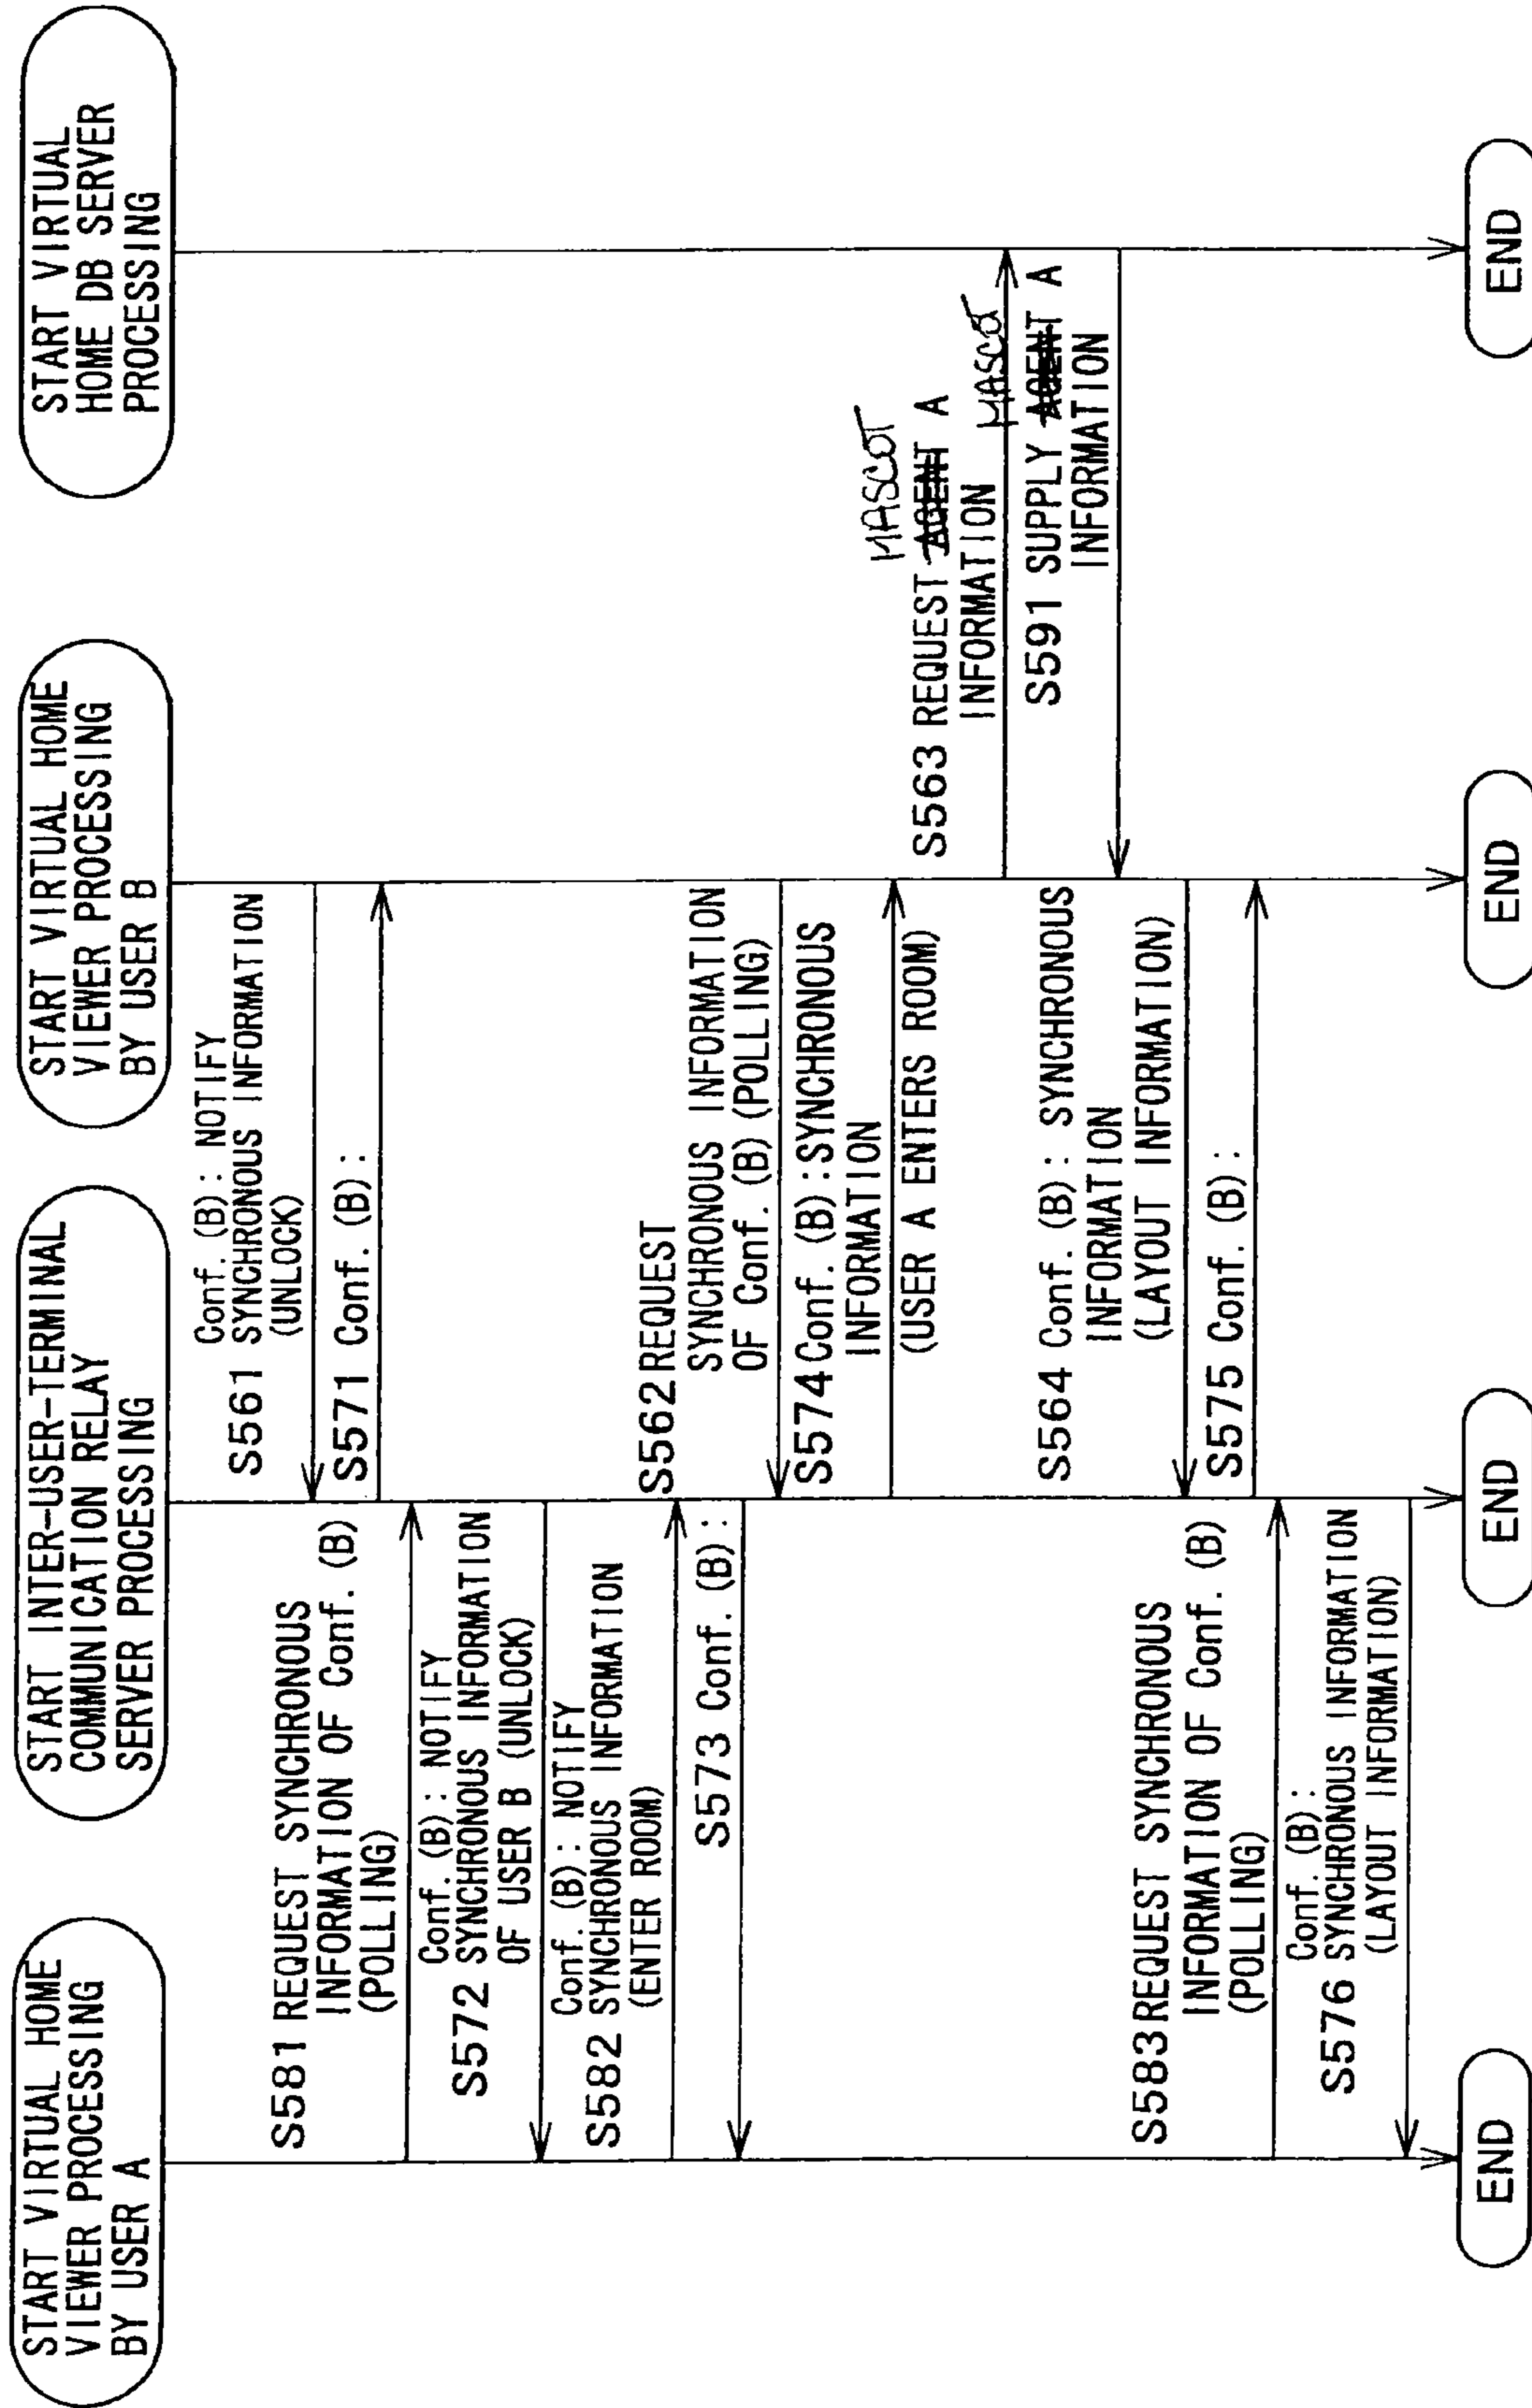 START VIRTUAL HOME
VIEWER PROCESSING
BY USER A
START INTER-USER-TERMINAL
COMMUNICATION RELAY
SERVER PROCESSING
START VIRTUAL HOME
VIEWER PROCESSING
BY USER B
START VIRTUAL
HOME DB SERVER
PROCESSING
Conf. (B): NOTIFY
S561 SYNCHRONOUS INFORMATION
(UNLOCK)
S571 Conf. (B):
S581 REQUEST SYNCHRONOUS
INFORMATION OF Conf. (B)
(POLLING)
Conf. (B): NOTIFY
S572 SYNCHRONOUS INFORMATION
OF USER B (UNLOCK)
Conf. (B): NOTIFY
S582 SYNCHRONOUS INFORMATION
(ENTER ROOM)
S573 Conf. (B):
S562 REQUEST
SYNCHRONOUS INFORMATION
OF Conf. (B) (POLLING)
S574 Conf. (B):SYNCHRONOUS
INFORMATION
(USER A ENTERS ROOM)
MASCOT
S563 REQUEST AGENT A
INFORMATION
MASCOT
S591 SUPPLY AGENT A
INFORMATION
S564 Conf. (B): SYNCHRONOUS
INFORMATION
(LAYOUT INFORMATION)
S575 Conf. (B):
S583 REQUEST SYNCHRONOUS
INFORMATION OF Conf. (B)
(POLLING)
Conf. (B):
S576 SYNCHRONOUS INFORMATION
(LAYOUT INFORMATION)
END
END
END
END